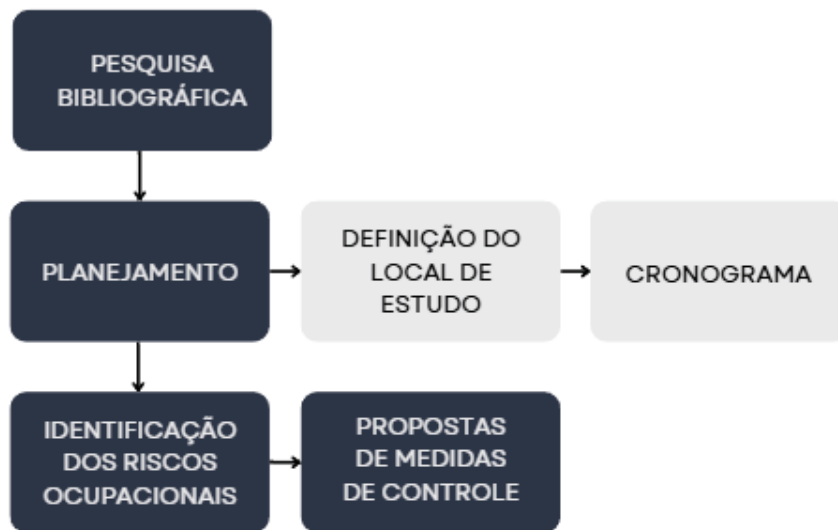 PESQUISA
BIBLIOGRÁFICA
PLANEJAMENTO
DEFINIÇÃO DO
LOCAL DE
ESTUDO
CRONOGRAMA
IDENTIFICAÇÃO
DOS RISCOS
OCUPACIONAIS
PROPOSTAS
DE MEDIDAS
DE CONTROLE